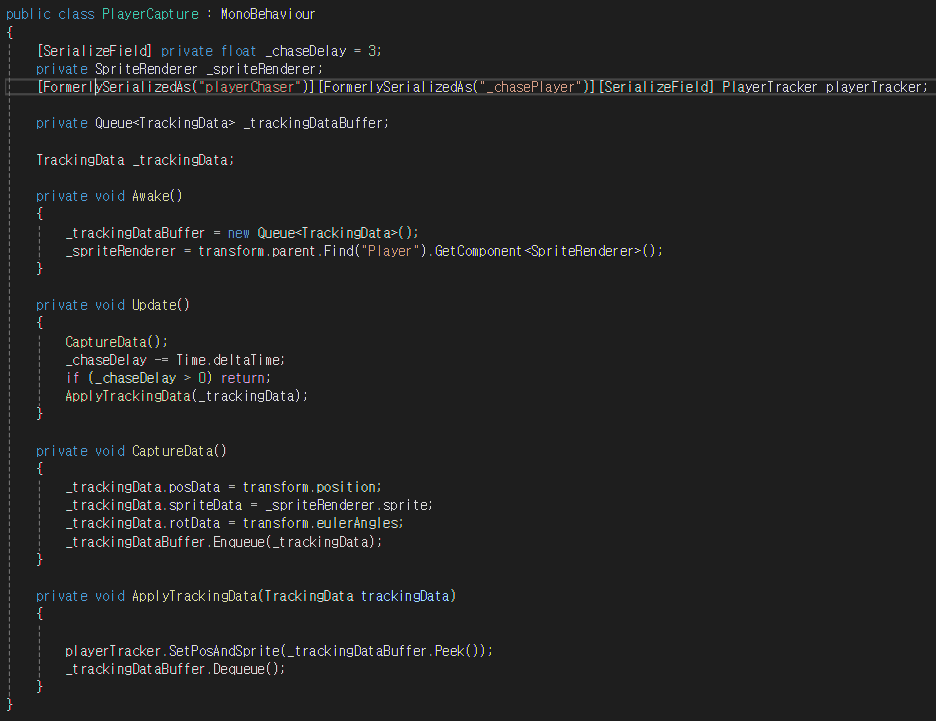 public class PlayerCapture : MonoBehaviour
{
[SerializeField] private float _chaseDelay = 3;
private SpriteRenderer _spriteRenderer;
[FormerlySerializedAs("playerChaser")][FormerlySerializedAs("_chasePlayer")][SerializeField] PlayerTracker playerTracker;
private Queue<TrackingData> _trackingDataBuffer;
TrackingData _trackingData;
private void Awake()
{
_trackingDataBuffer = new Queue<TrackingData>();
_spriteRenderer = transform.parent.Find("Player").GetComponent<SpriteRenderer>();
}
private void Update()
{
CaptureData();
_chaseDelay -= Time.deltaTime;
if (_chaseDelay > 0) return;
ApplyTrackingData(_trackingData);
}
private void CaptureData()
{
_trackingData.posData = transform.position;
_trackingData.spriteData = _spriteRenderer.sprite;
_trackingData.rotData = transform.eulerAngles;
_trackingDataBuffer.Enqueue(_trackingData);
}
private void ApplyTrackingData(TrackingData trackingData)
{
playerTracker.SetPosAndSprite(_trackingDataBuffer.Peek());
_trackingDataBuffer.Dequeue();
}
}